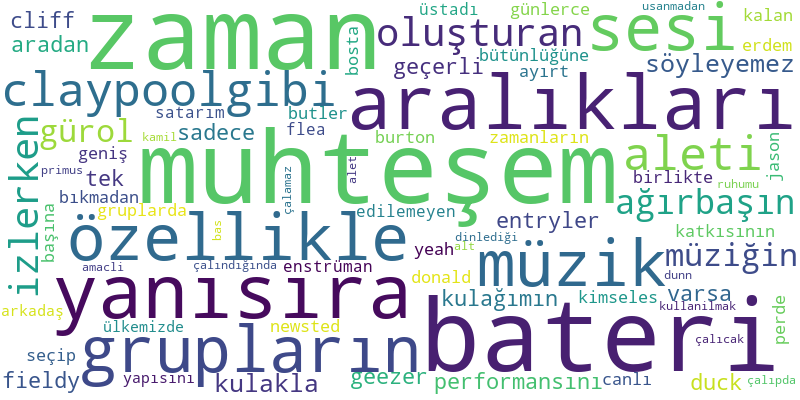 cliff
zaman
üstadı
günlerce
usanmadan
sesi
kalan
aradan
bosta
oluşturan
bütünlüğüne
erdem
claypoolgibi
geçerli
ayırt
söyleyemez
satarım
butler
aralıkları
izlerken
gürol
kamil
sadece
flea
burton
zamanların
aleti
jason
primus
geniş
tek
muhteşem
çalamaz
alet
birlikte
ruhumu
bıkmadan
başına
gruplarda
bas
özellikle
edilemeyen
entryler
ağırbaşın
katkısının
dinlediği
alt
yeah
müzik
müziğin
amacli
çalındığında
enstrüman
donald
dunn
yanısıra
kulağımın
kimseles
varsa
kullanılmak
perde
arkadaş
ülkemizde
newsted
bateri
çalıcak
seçip
grupların
fieldy
yapısını
kulakla
geezer
performansını
canlı
duck
çalıpda